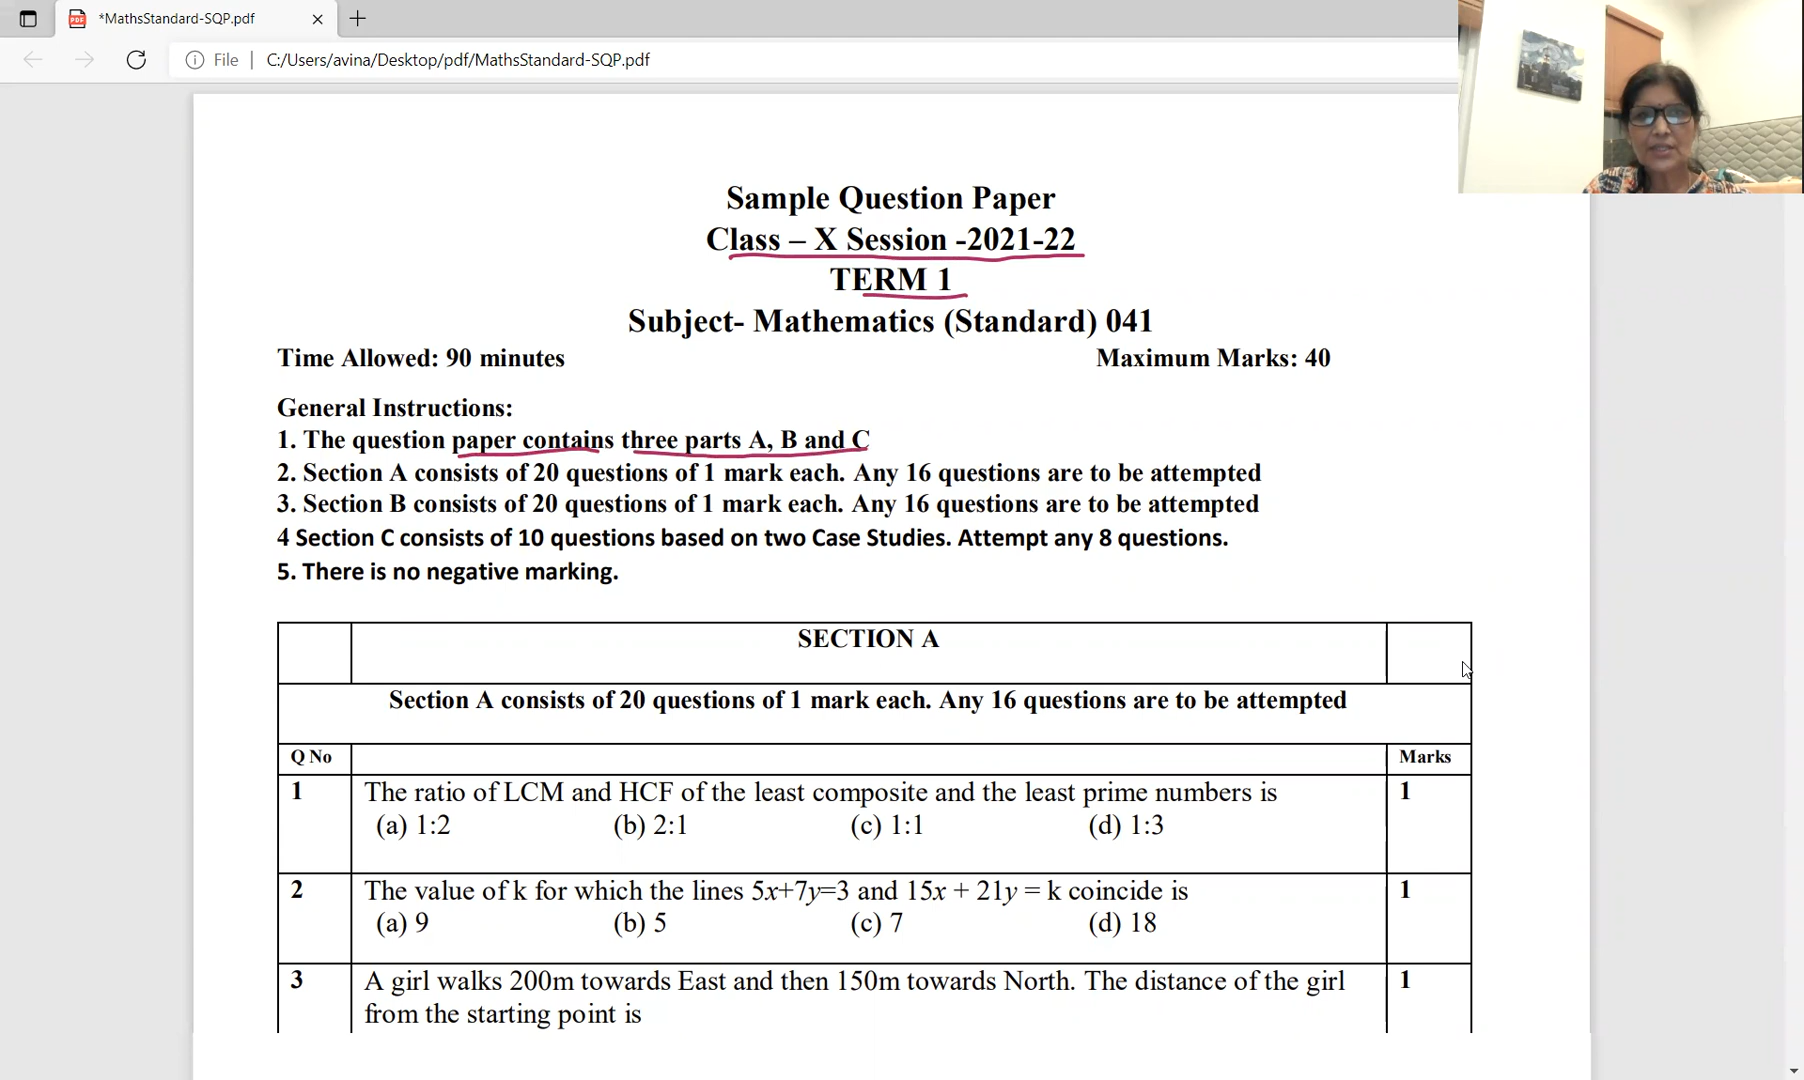 *MathsStandard-SQP.pdf
File | C:/Users/avina/Desktop/pdf/MathsStandard-SQP.pdf
Sample Question Paper
Class – X Session -2021-22
TERM 1
Subject- Mathematics (Standard) 041
Time Allowed: 90 minutes Maximum Marks: 40
General Instructions:
1. The question paper contains three parts A, B and C
2. Section A consists of 20 questions of 1 mark each. Any 16 questions are to be attempted
3. Section B consists of 20 questions of 1 mark each. Any 16 questions are to be attempted
4 Section C consists of 10 questions based on two Case Studies. Attempt any 8 questions.
5. There is no negative marking.
SECTION A
Section A consists of 20 questions of 1 mark each. Any 16 questions are to be attempted
Q No Marks
1 The ratio of LCM and HCF of the least composite and the least prime numbers is 1
(a) 1:2 (b) 2:1 (c) 1:1 (d) 1:3
2 The value of k for which the lines 5x+7y=3 and 15x + 21y = k coincide is 1
(a) 9 (b) 5 (c) 7 (d) 18
3 A girl walks 200m towards East and then 150m towards North. The distance of the girl 1
from the starting point is